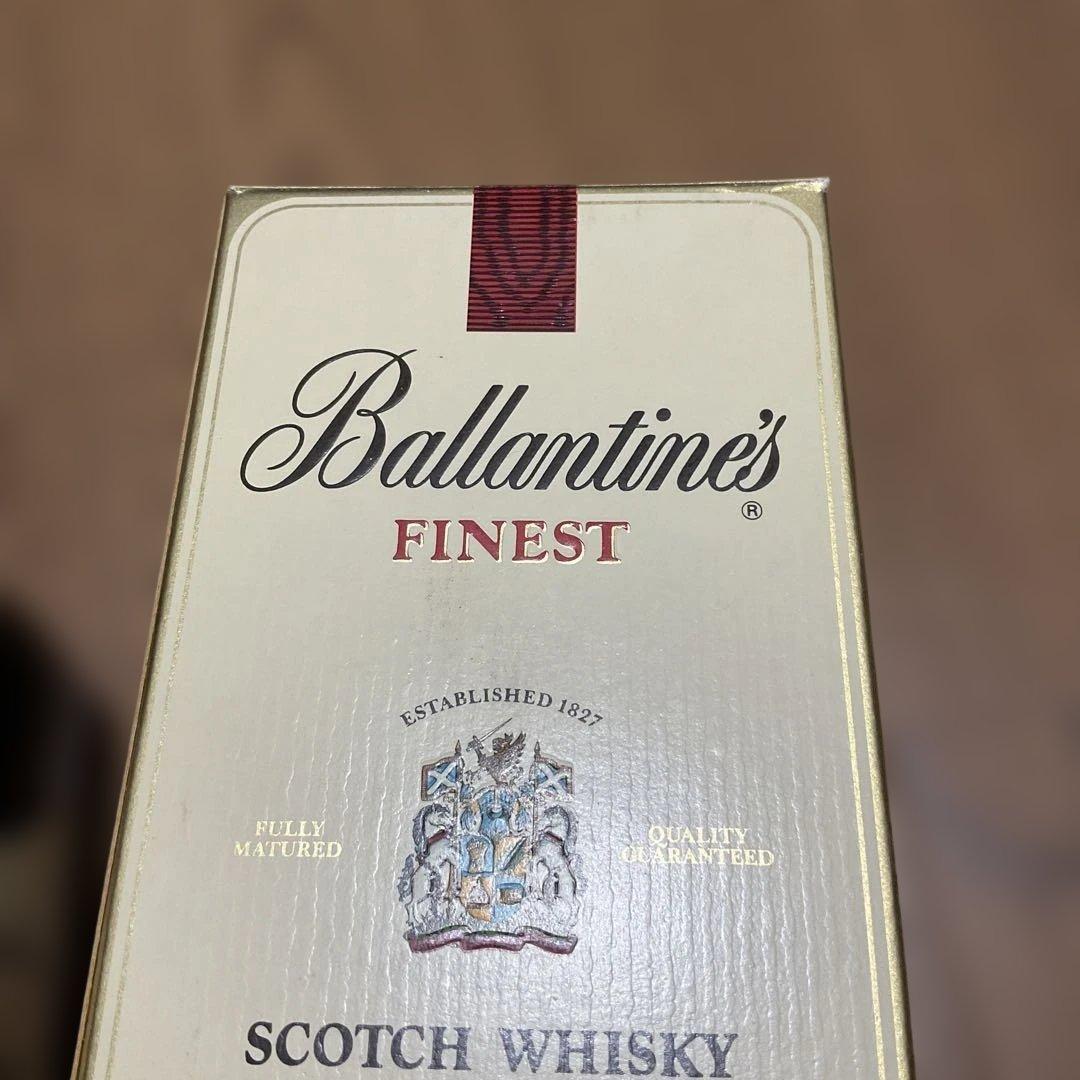 Ballantine's
®
FINEST
ESTABLISHED 1827
FULLY
MATURED
QUALITY
GUARANTEED
SCOTCH WHISKY